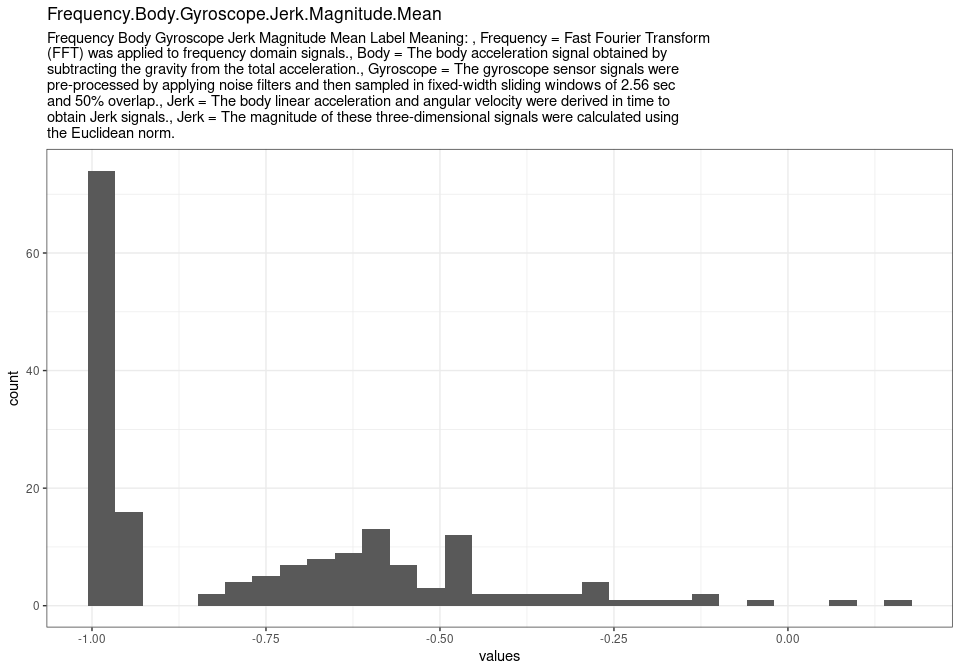 Frequency.Body.Gyroscope.Jerk.Magnitude.Mean
Frequency Body Gyroscope Jerk Magnitude Mean Label Meaning: , Frequency = Fast Fourier Transform
(FFT) was applied to frequency domain signals., Body = The body acceleration signal obtained by
subtracting the gravity from the total acceleration., Gyroscope = The gyroscope sensor signals were
pre-processed by applying noise filters and then sampled in fixed-width sliding windows of 2.56 sec
and 50% overlap., Jerk = The body linear acceleration and angular velocity were derived in time to
obtain Jerk signals., Jerk = The magnitude of these three-dimensional signals were calculated using
the Euclidean norm.
60
40
20
0
count
-1.00
-0.75
-0.50
-0.25
0.00
values